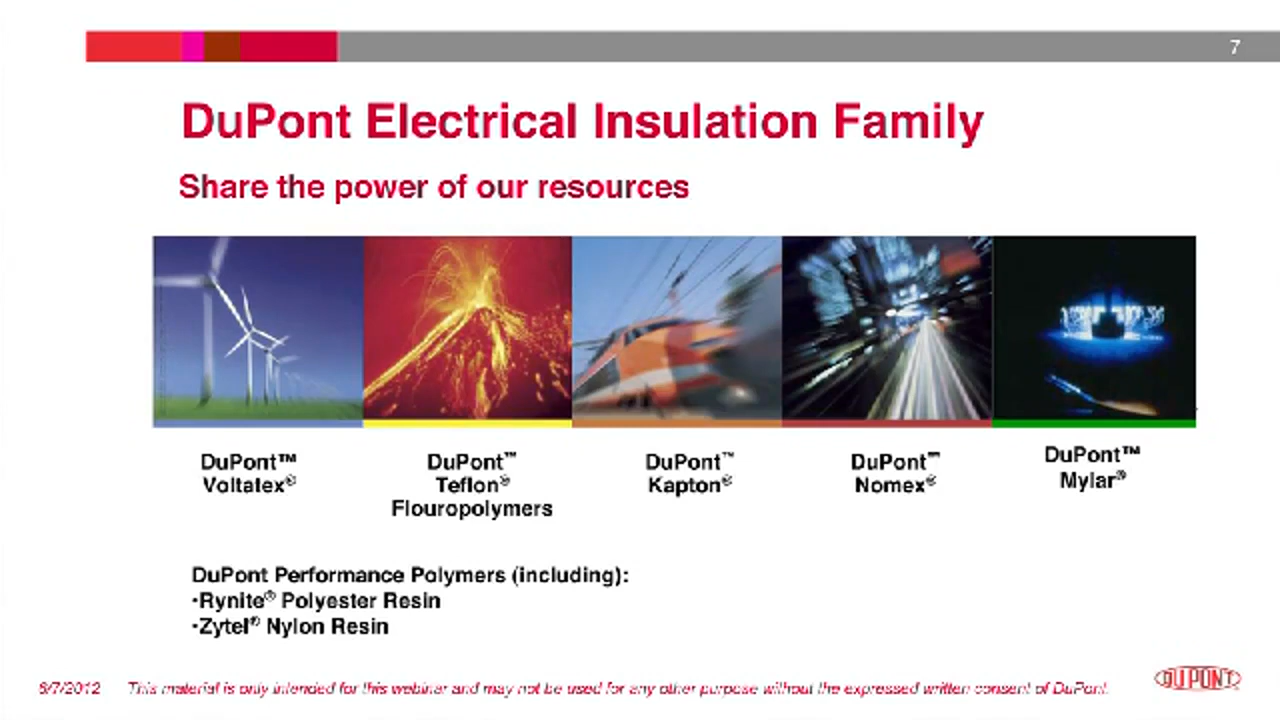 7
DuPont Electrical Insulation Family
Share the power of our resources
DuPont™
Voltatex®
DuPont™
Teflon®
Flouropolymers
DuPont™
Kapton®
DuPont™
Nomex®
DuPont™
Mylar®
DuPont Performance Polymers (including):
•Rynite® Polyester Resin
•Zytel® Nylon Resin
6/7/2012 This material is only intended for this webinar and may not be used for any other purpose without the expressed written consent of DuPont.
DUPONT